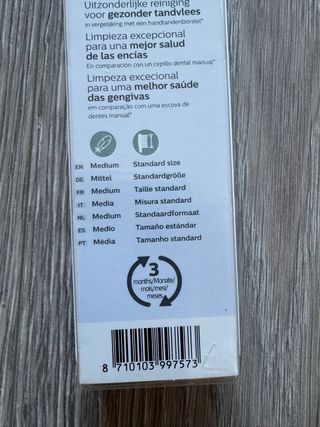 Uitzonderlijke reiniging
voor gezonder tandvlees
in vergelijking met een handtandenborstel*
Limpieza excepcional
para una mejor salud
de las encías
En comparación con un cepillo dental manual*
Limpeza excecional
para uma melhor saúde
das gengivas
em comparação com uma escova de
dentes manual*
EN Medium Standard size
DE Mittel Standardgröße
FR Medium Taille standard
IT Media Misura standard
NL Medium Standaardformaat
ES Medio Tamaño estándar
PT Média Tamanho standard
3
months/Monate/
mois/mesi/
meses
8 710103 997573